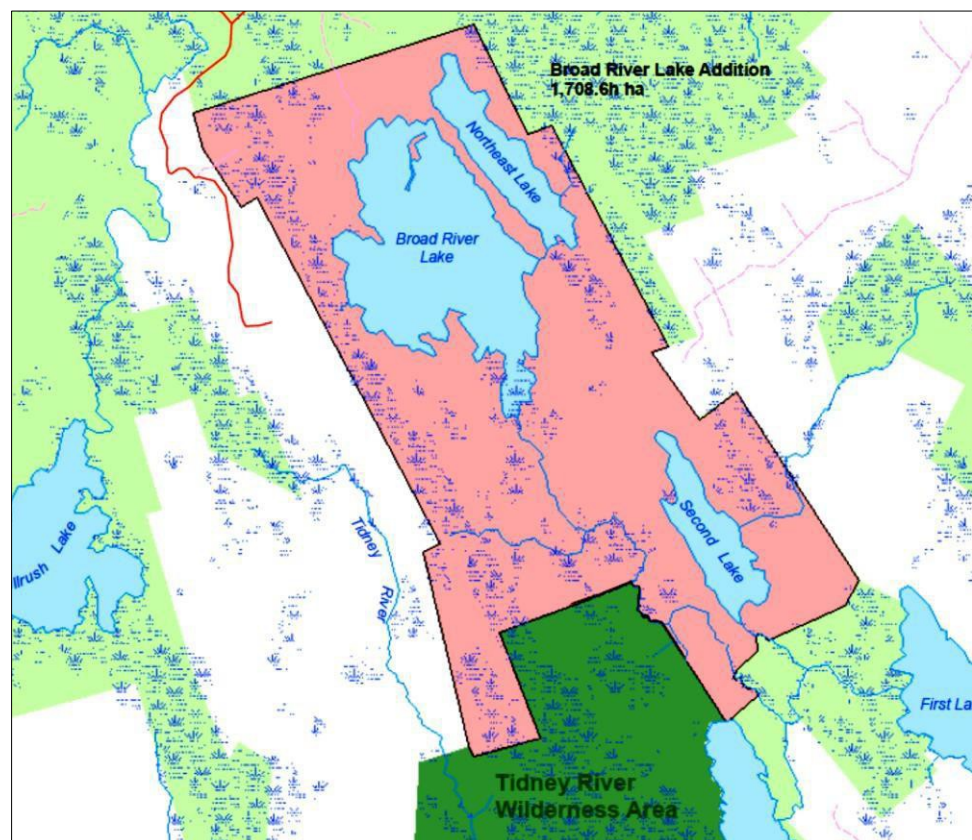 Broad River Lake Addition
1,708.6h ha
Northeast Lake
Broad River
Lake
Second Lake
Tidney
River
llrush Lake
First La
Tidney River
Wilderness Area